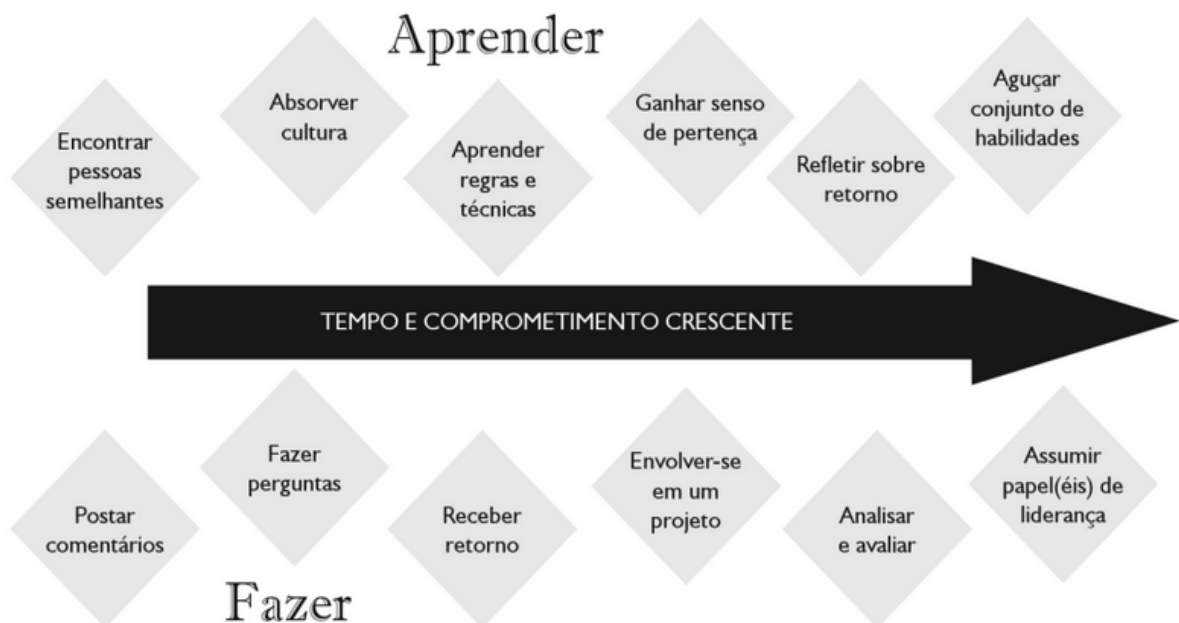 Aprender
Encontrar
pessoas
semelhantes
Absorver
cultura
Aprender
regras e
técnicas
Ganhar senso
de pertença
Refletir sobre
retorno
Aguçar
conjunto de
habilidades
TEMPO E COMPROMETIMENTO CRESCENTE
Postar
comentários
Fazer
perguntas
Receber
retorno
Envolver-se
em um
projeto
Analisar
e avaliar
Assumir
papel(éis) de
liderança
Fazer